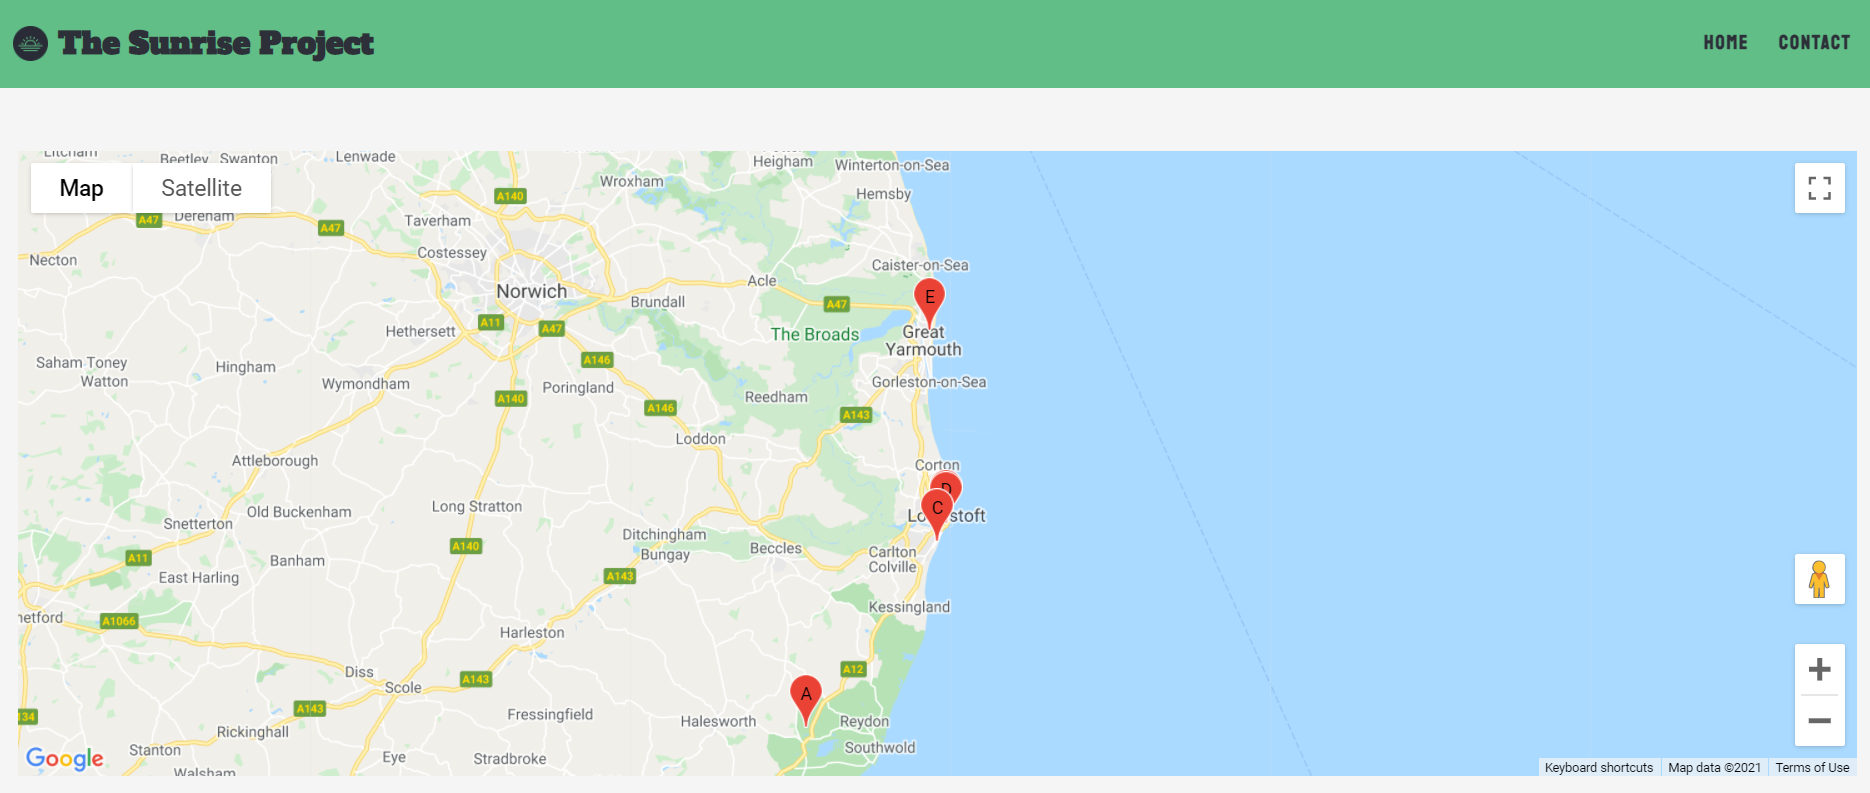 The Sunrise Project
HOME CONTACT
Map Satellite
Litcham
Beetley Swanton
Lenwade
Heigham
Winterton-on-Sea
Wroxham
Hemsby
A140
Dereham
A47
A47
Taverham
Costessey
Necton
Caister-on-Sea
Acle
Norwich
Brundall
A47
E
A11
A47
Hethersett
The Broads
Great
Yarmouth
Saham Toney
Watton
Hingham
A146
Wymondham
Poringland
Gorleston-on-Sea
A140
Reedham
A146
A143
Loddon
Attleborough
Corton
D
C
Long Stratton
Old Buckenham
Snetterton
Ditchingham
Bungay
Beccles
Carlton
Colville
A140
A11
Banham
East Harling
A143
Kessingland
A1066
Harleston
Diss
Scole
A143
A12
A
A143
134
Fressingfield
Halesworth
Reydon
Rickinghall
Southwold
Stanton
Eye
Stradbroke
Walsham
Google
Keyboard shortcuts Map data ©2021 Terms of Use